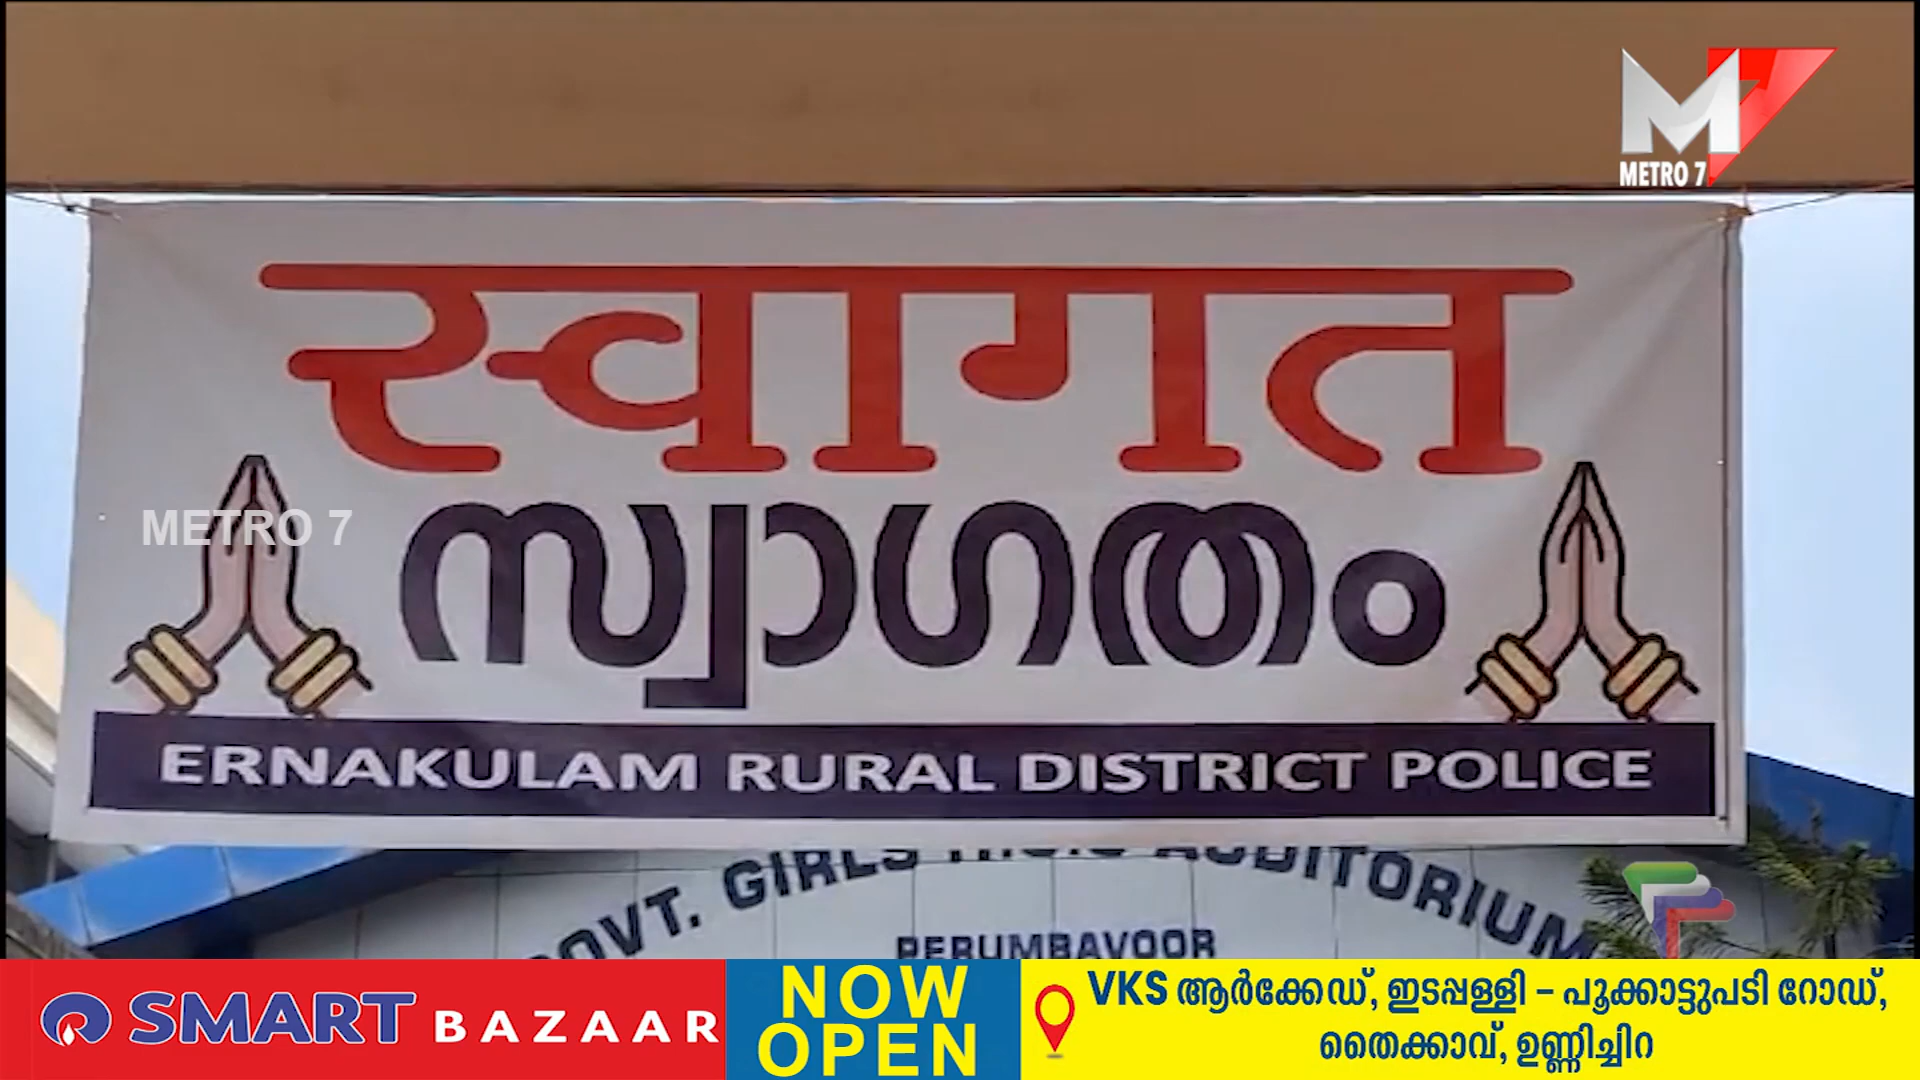 METRO 7
स्वागत
സ്വാഗതം
METRO 7
ERNAKULAM RURAL DISTRICT POLICE
GOVT. GIRLS H.S.S AUDITORIUM
PERUMBAVOOR
SMART BAZAAR
NOW OPEN
VKS ആർക്കേഡ്, ഇടപ്പള്ളി – പൂക്കാട്ടുപടി റോഡ്,
തൈക്കാവ്, ഉണ്ണിച്ചിറ